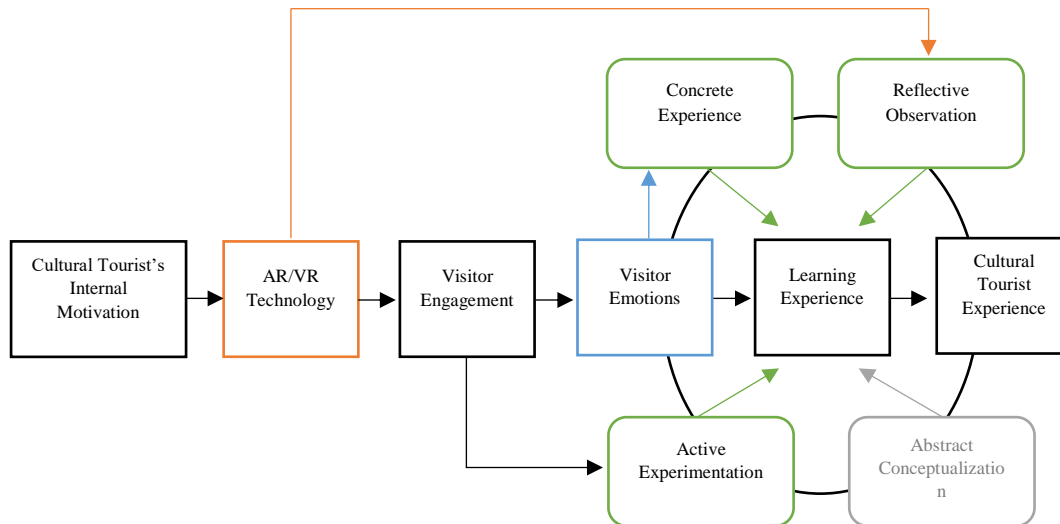 Concrete
Experience
Reflective
Observation
Cultural Tourist’s
Internal
Motivation
AR/VR
Technology
Visitor
Engagement
Visitor
Emotions
Learning
Experience
Cultural
Tourist
Experience
Active
Experimentation
Abstract
Conceptualizatio
n